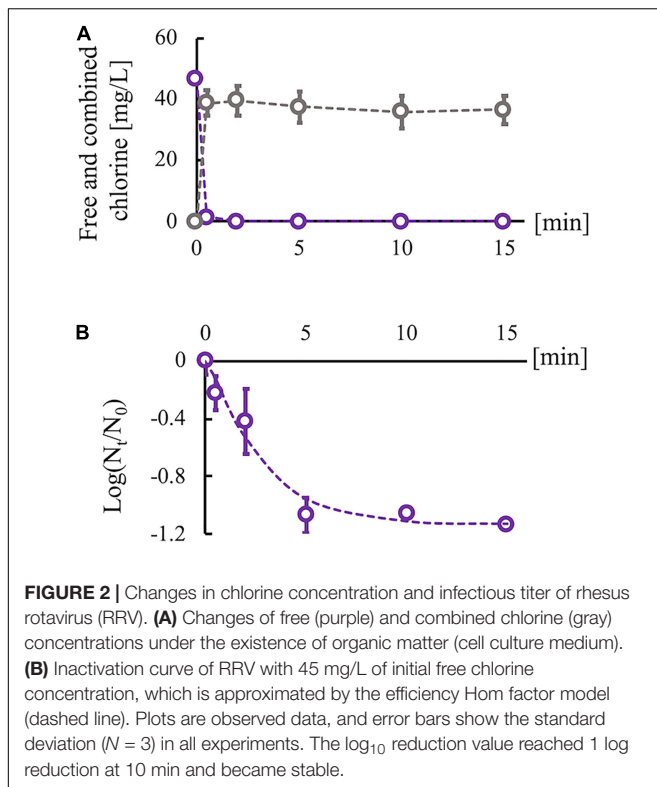 A
60
40
20
0
Free and combined
chlorine [mg/L]
0 5 10 15 [min]
B
0 5 10 15
[min]
0
-0.4
-0.8
-1.2
Log(Nt/N0)
FIGURE 2 | Changes in chlorine concentration and infectious titer of rhesus
rotavirus (RRV). (A) Changes of free (purple) and combined chlorine (gray)
concentrations under the existence of organic matter (cell culture medium).
(B) Inactivation curve of RRV with 45 mg/L of initial free chlorine
concentration, which is approximated by the efficiency Hom factor model
(dashed line). Plots are observed data, and error bars show the standard
deviation (N = 3) in all experiments. The log10 reduction value reached 1 log
reduction at 10 min and became stable.